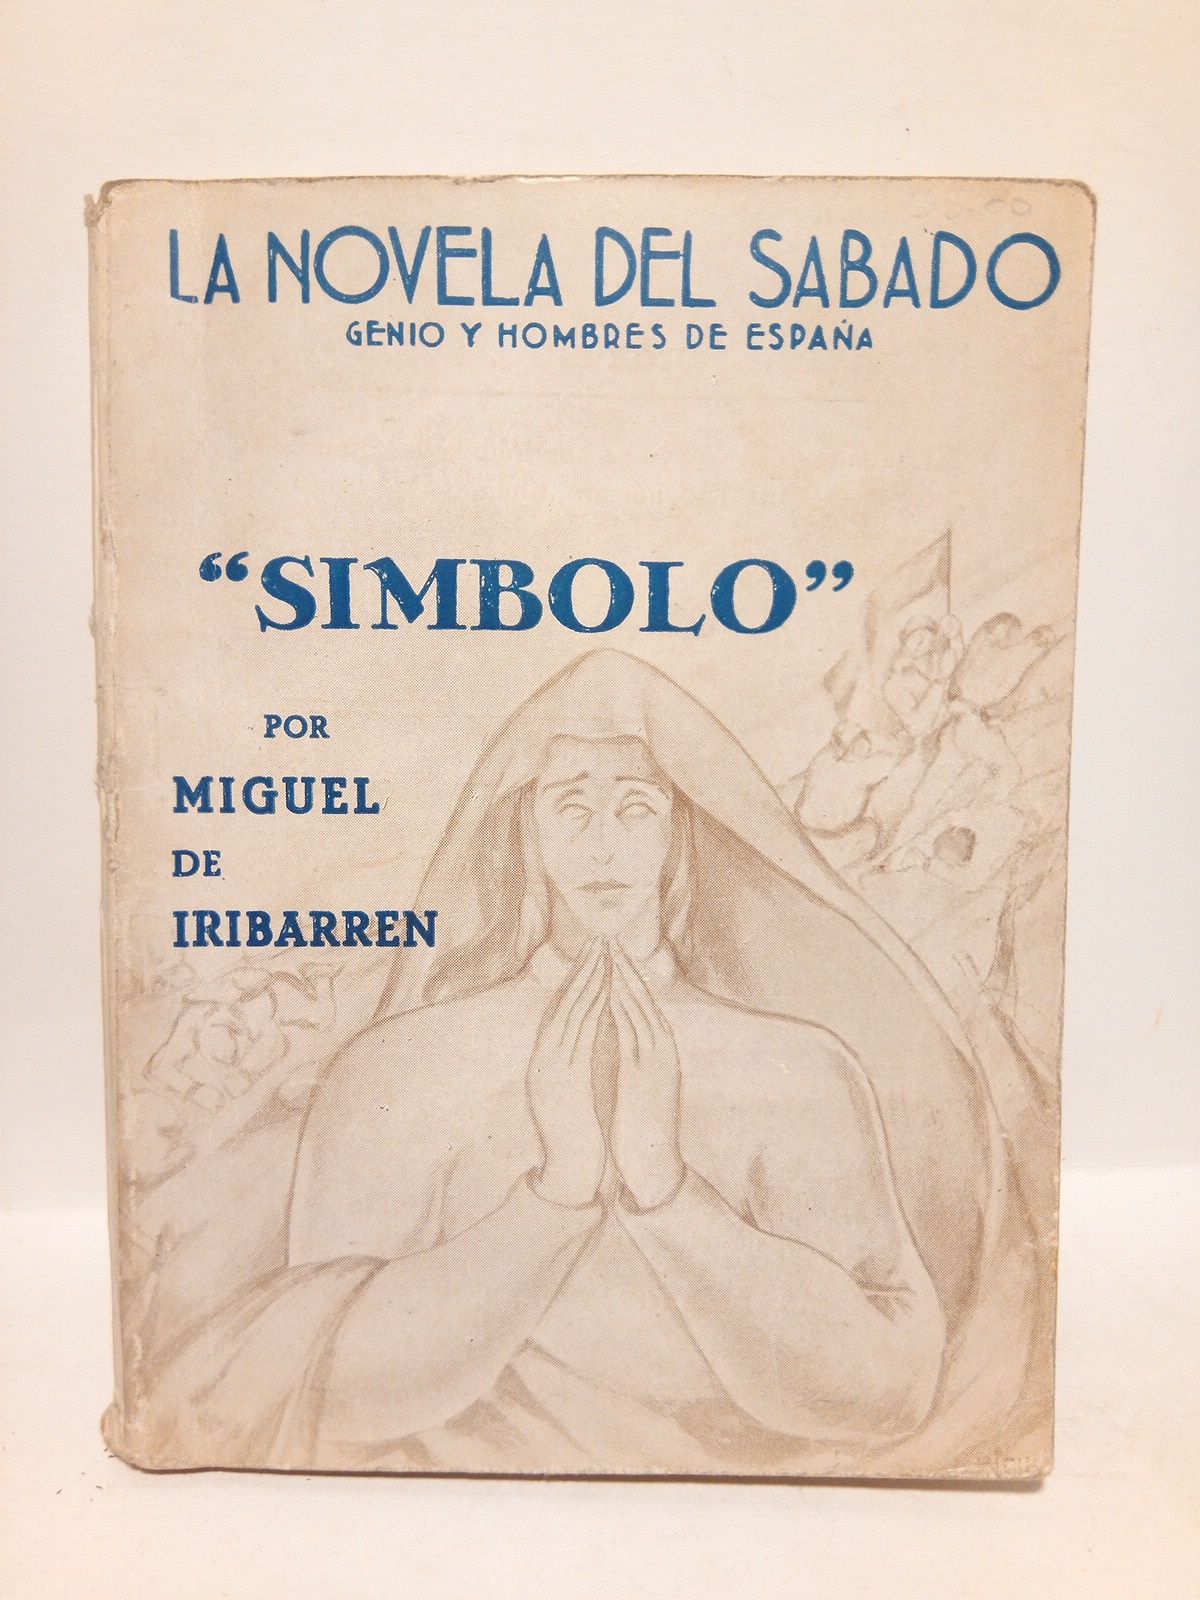 LA NOVELA DEL SABADO
GENIO Y HOMBRES DE ESPAÑA
“SIMBOLO”
POR
MIGUEL
DE
IRIBARREN